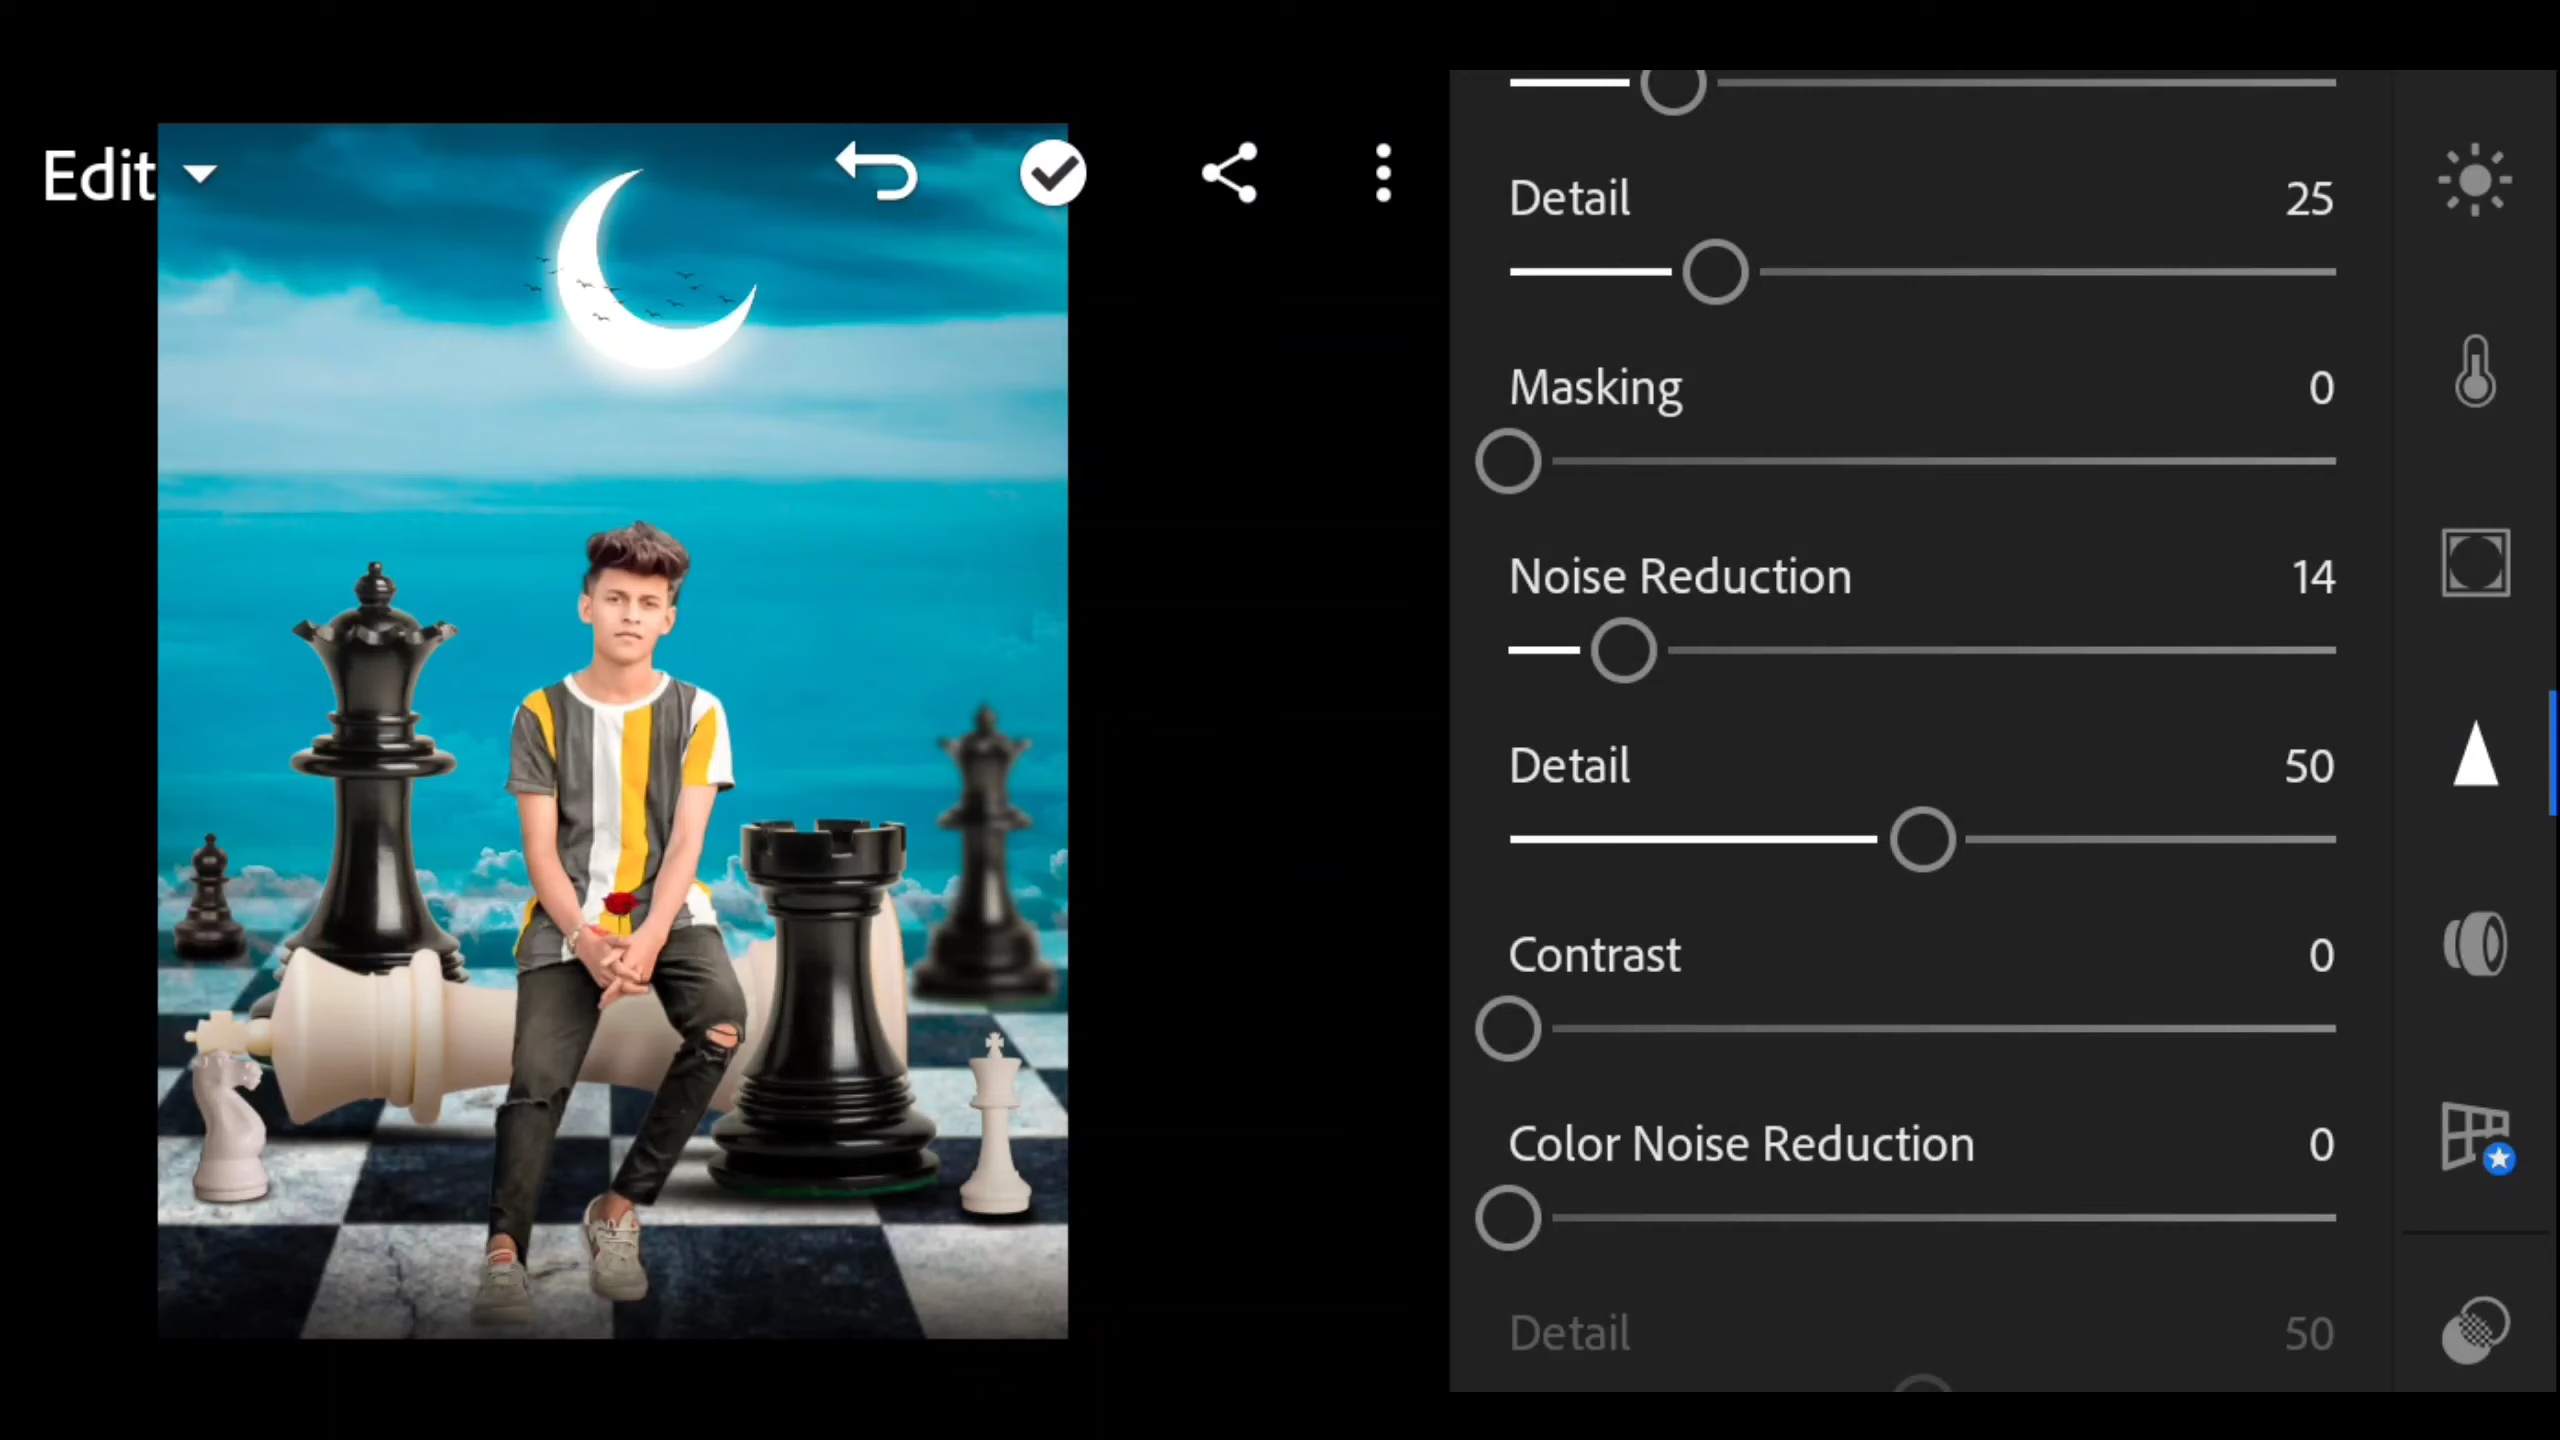 Edit
Detail 25
Masking 0
Noise Reduction 14
Detail 50
Contrast 0
Color Noise Reduction 0
Detail 50